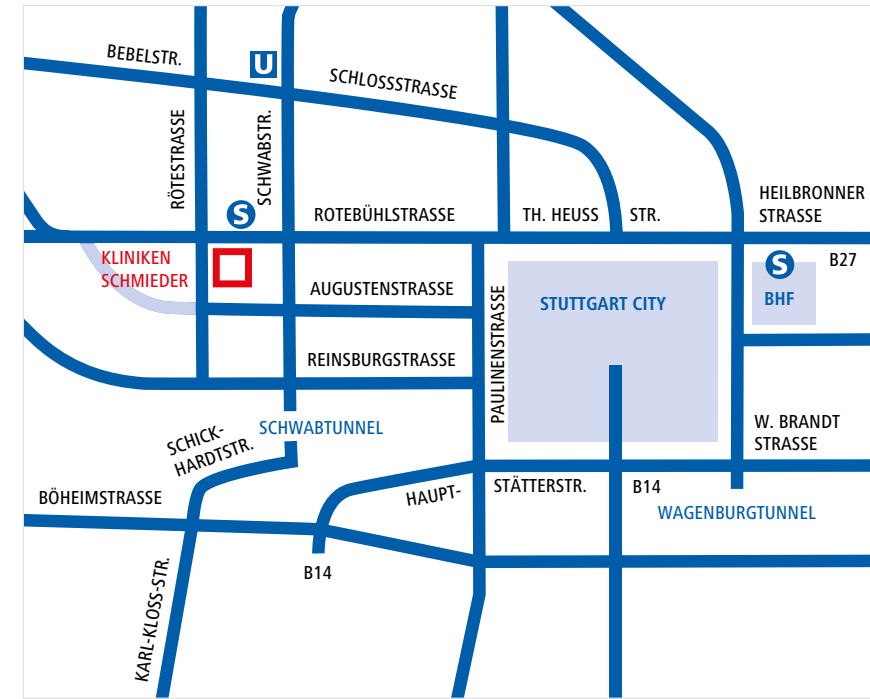 BEBELSTR.
U
SCHLOSSSTRASSE
RÖTESTRASSE
SCHWABSTR.
S
ROTEBÜHLSTRASSE
TH. HEUSS
STR.
HEILBRONNER
STRASSE
B27
KLINIKEN
SCHMIEDER
S
BHF
AUGUSTENSTRASSE
PAULINENSTRASSE
STUTTGART CITY
REINSBURGSTRASSE
SCHWABTUNNEL
SCHICK-
HARDTSTR.
W. BRANDT
STRASSE
BÖHEIMSTRASSE
HAUPT-
STÄTTERSTR.
B14
WAGENBURGTUNNEL
B14
KARL-KLOSS-STR.